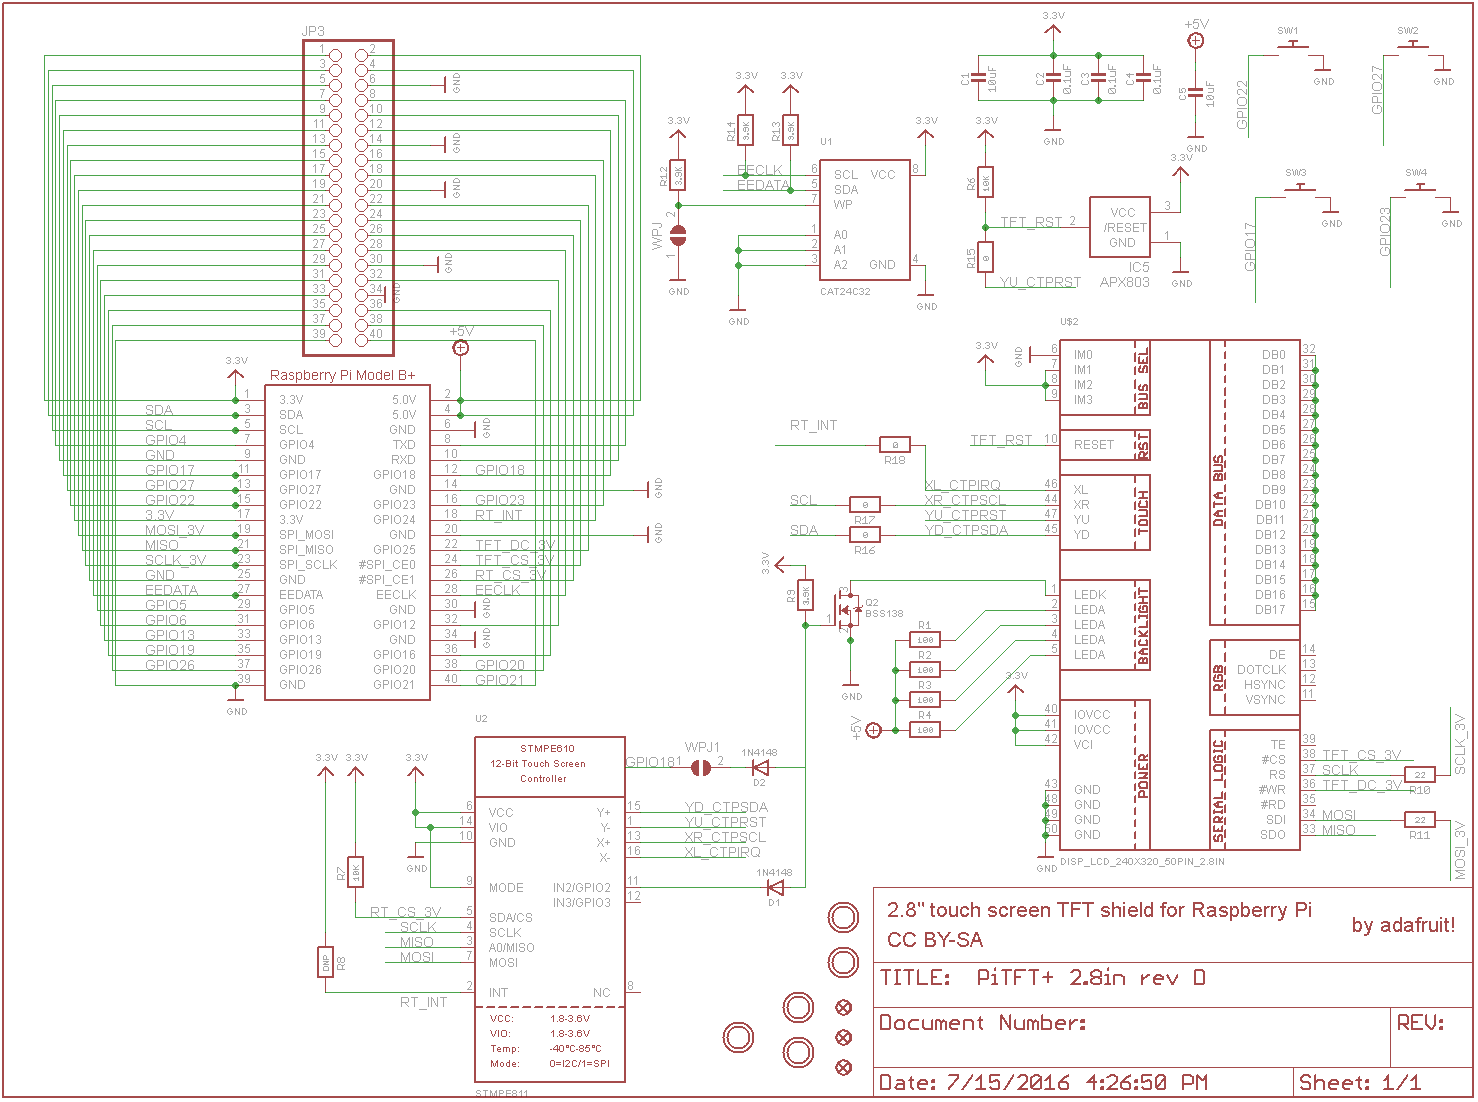 JP3
1 2
3 4
5 6 GND
7 8
9 10
11 12
13 14 GND
15 16
17 18
19 20 GND
21 22
23 24
25 26
27 28
29 30 GND
31 32
33 34 GND
35 36
37 38
39 40
+5V
3.3V
Raspberry Pi Model B+
1 3.3V 5.0V 2
SDA 3 SDA 5.0V 4
SCL 5 SCL GND 6 GND
GPIO4 7 GPIO4 TXD 8
GND 9 GND RXD 10
GPIO17 11 GPIO17 GPIO18 12 GPIO18
GPIO27 13 GPIO27 GND 14 GND
GPIO22 15 GPIO22 GPIO23 16 GPIO23
3.3V 17 3.3V GPIO24 18 RT_INT
MOSI_3V 19 SPI_MOSI GND 20 GND
MISO 21 SPI_MISO GPIO25 22 TFT_DC_3V
SCLK_3V 23 SPI_SCLK #SPI_CE0 24 TFT_CS_3V
GND 25 GND #SPI_CE1 26 RT_CS_3V
EEDATA 27 EEDATA EECLK 28 EECLK
GPIO5 29 GPIO5 GND 30 GND
GPIO6 31 GPIO6 GPIO12 32
GPIO13 33 GPIO13 GND 34 GND
GPIO19 35 GPIO19 GPIO16 36
GPIO26 37 GPIO26 GPIO20 38 GPIO20
39 GND GPIO21 40 GPIO21
GND
3.3V 3.3V
3.3V
R14 3.9K R13 3.9K
R12 3.9K
WPJ 2 1
GND
U1
3.3V
EECLK 6 SCL VCC 8
EEDATA 5 SDA
7 WP
1 A0
2 A1
3 A2 GND 4
CAT24C32
GND GND
3.3V
C1 10uF C2 0.1uF C3 0.1uF C4 0.1uF
GND
+5V
C5 10uF
GND
3.3V
R6 10K
TFT_RST 2
R15 0
YU_CTPRST
3.3V
VCC 3
/RESET
GND 1
IC5
APX803
GND
SW1
GPIO22 GND
SW2
GPIO27 GND
SW3
GPIO17 GND
SW4
GPIO23 GND
U$2
3.3V GND
6 IM0
7 IM1
8 IM2
9 IM3
BUS SEL
TFT_RST 10 RESET
RST
RT_INT
R18 0
XL_CTPIRQ 46 XL
SCL R17 0 XR_CTPSCL 44 XR
YU_CTPRST 47 YU
SDA R16 0 YD_CTPSDA 45 YD
TOUCH
3.3V
R9 3.9K
Q2
BSS138
1 2 3
GND
1 LEDK
2 LEDA
3 LEDA
4 LEDA
5 LEDA
BACKLIGHT
R1 100
R2 100
R3 100
R4 100
+5V
3.3V
40 IOVCC
41 IOVCC
42 VCI
43 GND
48 GND
49 GND
50 GND
POWER
GND
DB0 32
DB1 31
DB2 30
DB3 29
DB4 28
DB5 27
DB6 26
DB7 25
DB8 24
DB9 23
DB10 22
DB11 21
DB12 20
DB13 19
DB14 18
DB15 17
DB16 16
DB17 15
DATA BUS
DE 14
DOTCLK 13
HSYNC 12
VSYNC 11
RGB
TE 39
#CS 38 TFT_CS_3V
RS 37 SCLK R10 22 SCLK_3V
#WR 36 TFT_DC_3V
#RD 35
SDI 34 MOSI R11 22 MOSI_3V
SDO 33 MISO
SERIAL LOGIC
DISP_LCD_240X320_50PIN_2.8IN
U2
STMPE610
12-Bit Touch Screen
Controller
3.3V 3.3V 3.3V
GPIO18 1 WPJ1 2 1N4148 D2
6 VCC Y+ 15 YD_CTPSDA
14 VIO Y- 1 YU_CTPRST
10 GND X+ 13 XR_CTPSCL
X- 16 XL_CTPIRQ
GND
R7 10K
9 MODE IN2/GPIO2 11 1N4148 D1
IN3/GPIO3 12
RT_CS_3V 5 SDA/CS
SCLK 4 SCLK
MISO 3 A0/MISO
MOSI 7 MOSI
R8 DNP
RT_INT 2 INT NC 8
VCC: 1.8-3.6V
VIO: 1.8-3.6V
Temp: -40°C-85°C
Mode: 0=I2C/1=SPI
STMPE811
2.8" touch screen TFT shield for Raspberry Pi
CC BY-SA
by adafruit!
TITLE: PiTFT+ 2.8in rev D
Document Number:
REV:
Date: 7/15/2016 4:26:50 PM
Sheet: 1/1